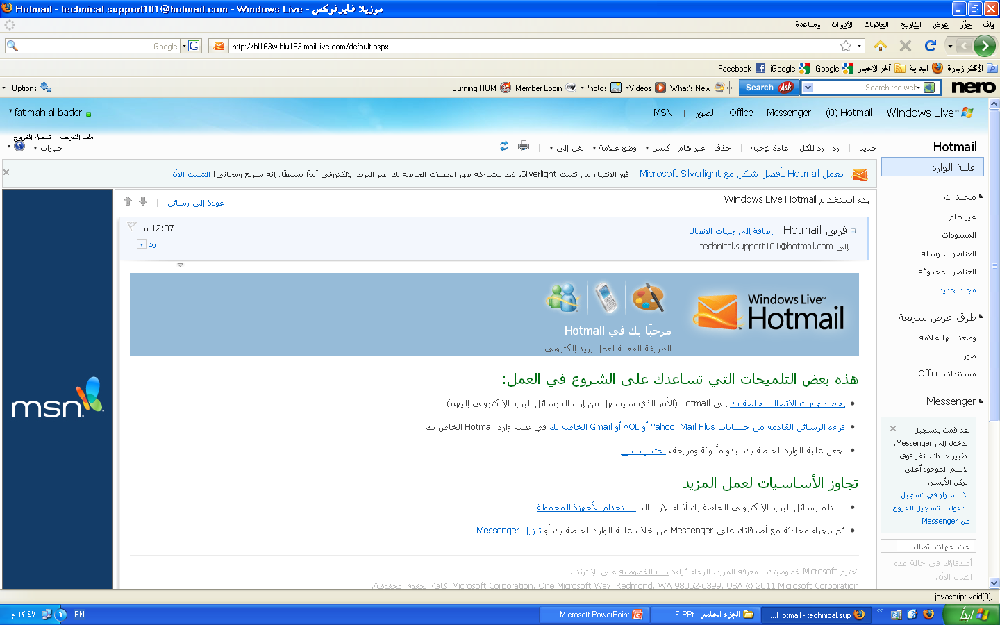 Hotmail - technical.support101@hotmail.com - Windows Live - موزيلا فايرفوكس
ملف تحرّر عرض التاريخ العلامات الأدوات مساعدة
http://bl163w.blu163.mail.live.com/default.aspx
Google
الأكثر زيارة البداية آخر الأخبار iGoogle iGoogle Facebook
nero Search the web Ask Search What's New Videos Photos my Member Login Burning ROM Options
Windows Live™ Hotmail (0) Messenger Office الصور | MSN
fatimah al-bader
ملف التعريف | تسجيل الخروج
Hotmail
جديد | رد رد للكل إعادة توجيه | حذف غير هام كنس وضع علامة نقل إلى |
خيارات
علبة الوارد
يعمل Hotmail بأفضل شكل مع Microsoft Silverlight فور الانتهاء من تثبيت Silverlight، تعد مشاركة صور العطلات الخاصة بك عبر البريد الإلكتروني أمرًا بسيطًا. إنه سريع ومجاني! التثبيت الآن
مجلدات
غير هام
المسودات
العناصر المرسلة
العناصر المحذوفة
مجلد جديد
طرق عرض سريعة
وضعت لها علامة
صور
مستندات Office
Messenger
لقد قمت بتسجيل
الدخول إلى Messenger.
لتغيير حالتك، انقر فوق
الاسم الموجود أعلى
الركن الأيسر.
الاستمرار في تسجيل
الدخول | تسجيل الخروج
من Messenger
بحث جهات اتصال
أصدقاؤك في حالة عدم
اتصال الآن.
بدء استخدام Windows Live Hotmail
عودة إلى رسائل |
فريق Hotmail إضافة إلى جهات الاتصال
12:37 م
إلى technical.support101@hotmail.com
رد
Windows Live™
Hotmail
مرحبًا بك في Hotmail
الطريقة الفعالة لعمل بريد إلكتروني
هذه بعض التلميحات التي تساعدك على الشروع في العمل:
• إحضار جهات الاتصال الخاصة بك إلى Hotmail (الأمر الذي سيسهل من إرسال رسائل البريد الإلكتروني إليهم)
• قراءة الرسائل القادمة من حسابات Yahoo! Mail Plus أو AOL أو Gmail الخاصة بك في علبة وارد Hotmail الخاص بك.
• اجعل علبة الوارد الخاصة بك تبدو مألوفة ومريحة، اختيار نسق.
تجاوز الأساسيات لعمل المزيد
• استلم رسائل البريد الإلكتروني الخاصة بك أثناء الإرسال. استخدام الأجهزة المحمولة
• قم بإجراء محادثة مع أصدقائك على Messenger من خلال علبة الوارد الخاصة بك أو تنزيل Messenger
تحترم Microsoft خصوصيتك. لمعرفة المزيد، الرجاء قراءة بيان الخصوصية على الإنترنت.
Microsoft Corporation, One Microsoft Way, Redmond, WA 98052-6399, USA © 2011 Microsoft Corporation. كافة الحقوق محفوظة.
msn
javascript:void(0);
ابدأ
Hotmail - technical.sup...
الجزء الخامس - IE PPt
Microsoft PowerPoint - ...
EN
١٢:٤٧ م